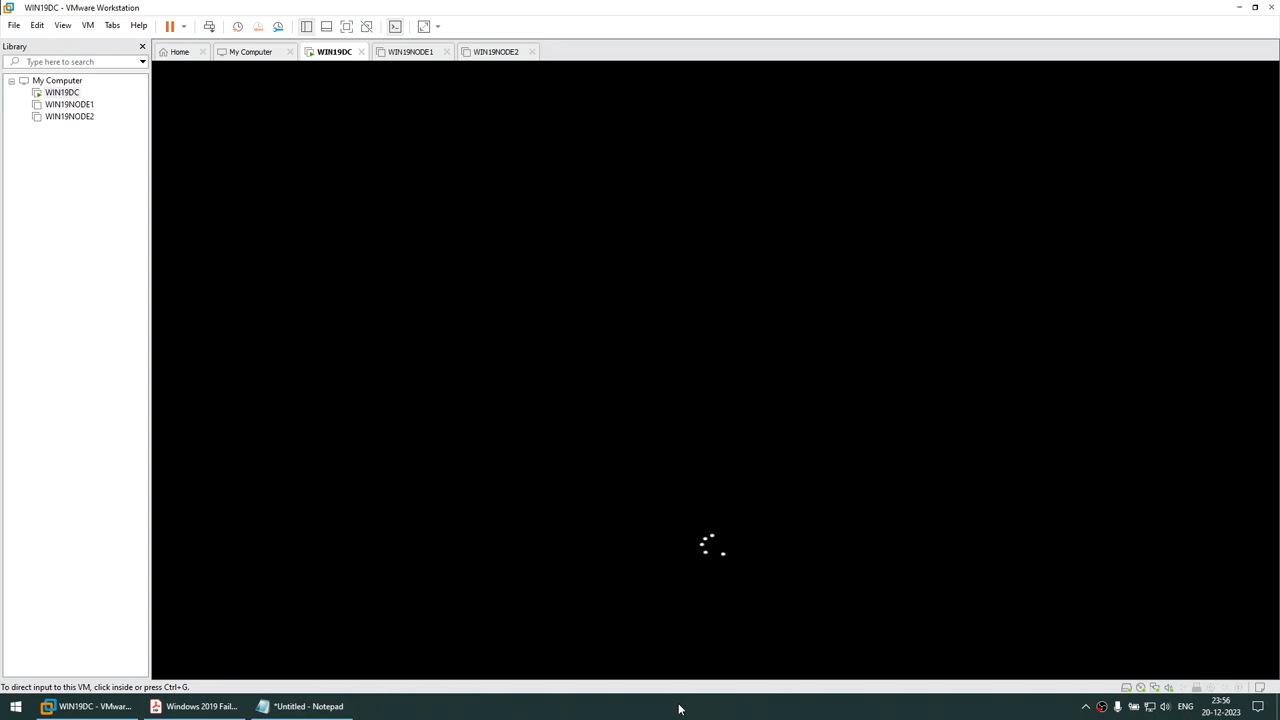 WIN19DC - VMware Workstation
File Edit View VM Tabs Help
Library
Type here to search
Home My Computer WIN19DC WIN19NODE1 WIN19NODE2
My Computer
WIN19DC
WIN19NODE1
WIN19NODE2
To direct input to this VM, click inside or press Ctrl+G.
WIN19DC - VMwar... Windows 2019 Fail... *Untitled - Notepad ENG 23:56
20-12-2023